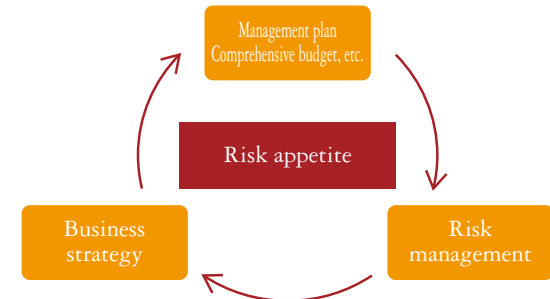 Management plan
Comprehensive budget, etc.
Risk appetite
Business
strategy
Risk
management